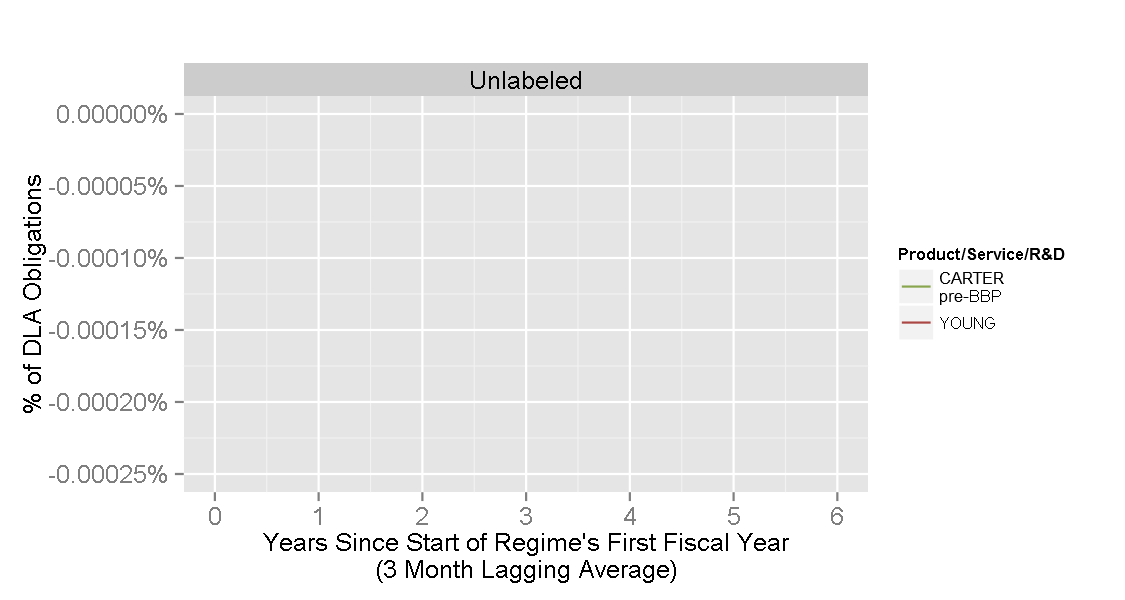 Unlabeled
0.00000%
-0.00005%
-0.00010%
-0.00015%
-0.00020%
-0.00025%
% of DLA Obligations
0 1 2 3 4 5 6
Years Since Start of Regime's First Fiscal Year
(3 Month Lagging Average)
Product/Service/R&D
CARTER
pre-BBP
YOUNG